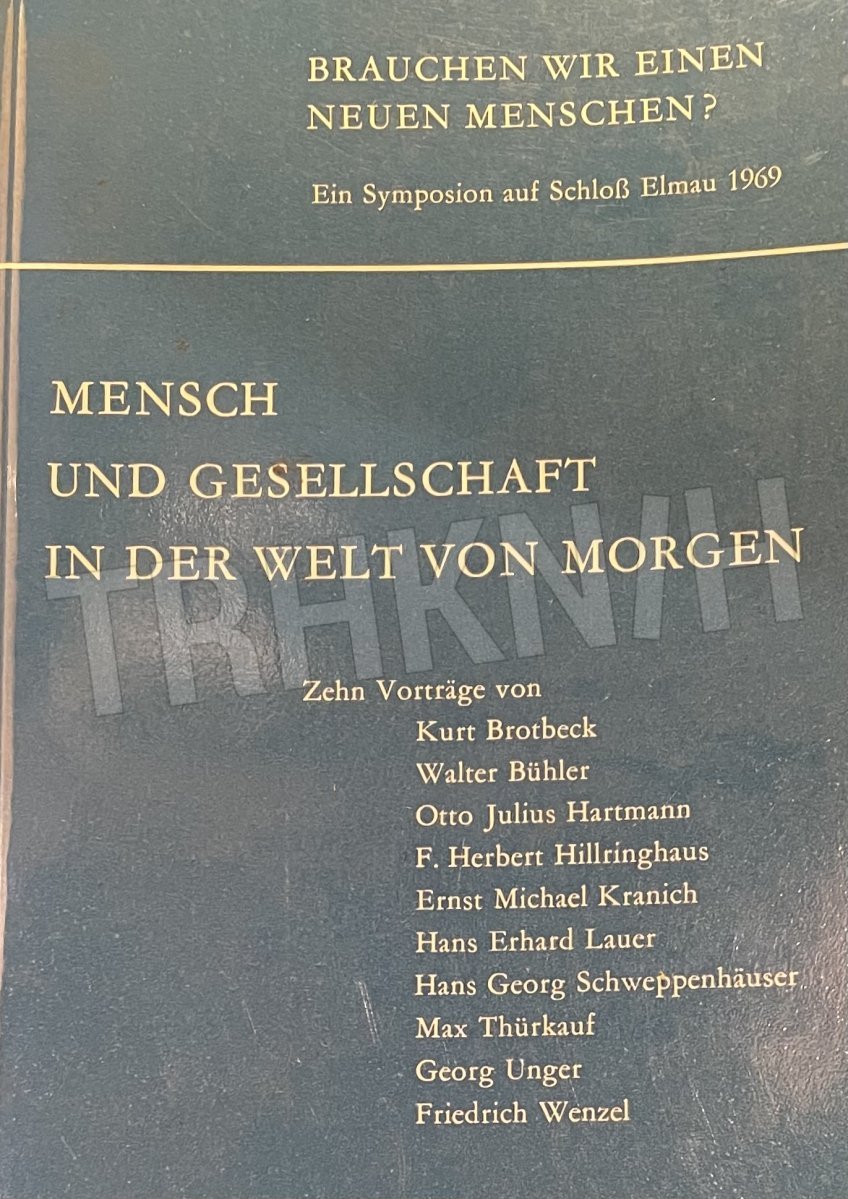 BRAUCHEN WIR EINEN
NEUEN MENSCHEN?
Ein Symposion auf Schloß Elmau 1969
MENSCH
UND GESELLSCHAFT
IN DER WELT VON MORGEN
TRHKN/H
Zehn Vorträge von
Kurt Brotbeck
Walter Bühler
Otto Julius Hartmann
F. Herbert Hillringhaus
Ernst Michael Kranich
Hans Erhard Lauer
Hans Georg Schweppenhäuser
Max Thürkauf
Georg Unger
Friedrich Wenzel